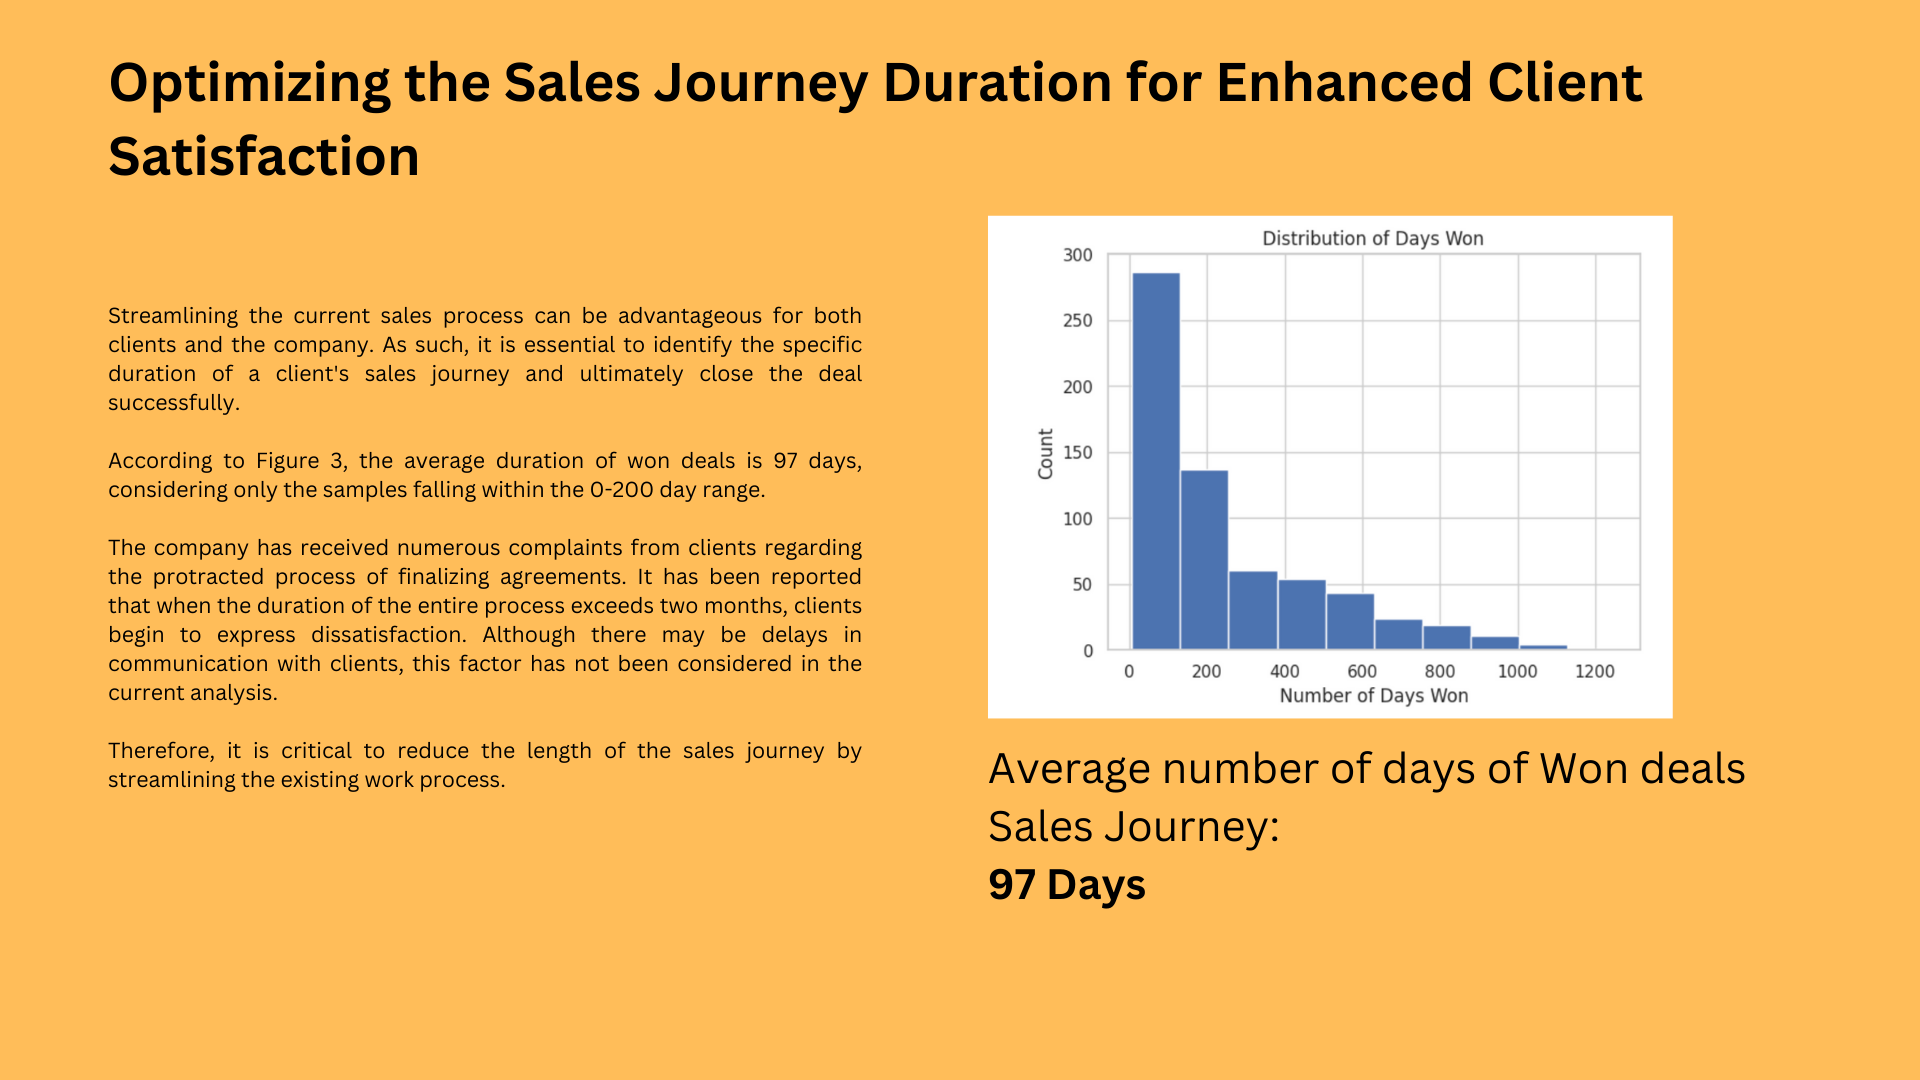 Optimizing the Sales Journey Duration for Enhanced Client
Satisfaction
Streamlining the current sales process can be advantageous for both
clients and the company. As such, it is essential to identify the specific
duration of a client's sales journey and ultimately close the deal
successfully.
According to Figure 3, the average duration of won deals is 97 days,
considering only the samples falling within the 0-200 day range.
The company has received numerous complaints from clients regarding
the protracted process of finalizing agreements. It has been reported
that when the duration of the entire process exceeds two months, clients
begin to express dissatisfaction. Although there may be delays in
communication with clients, this factor has not been considered in the
current analysis.
Therefore, it is critical to reduce the length of the sales journey by
streamlining the existing work process.
Distribution of Days Won
300
250
200
150
100
50
0
Count
0 200 400 600 800 1000 1200
Number of Days Won
Average number of days of Won deals
Sales Journey:
97 Days